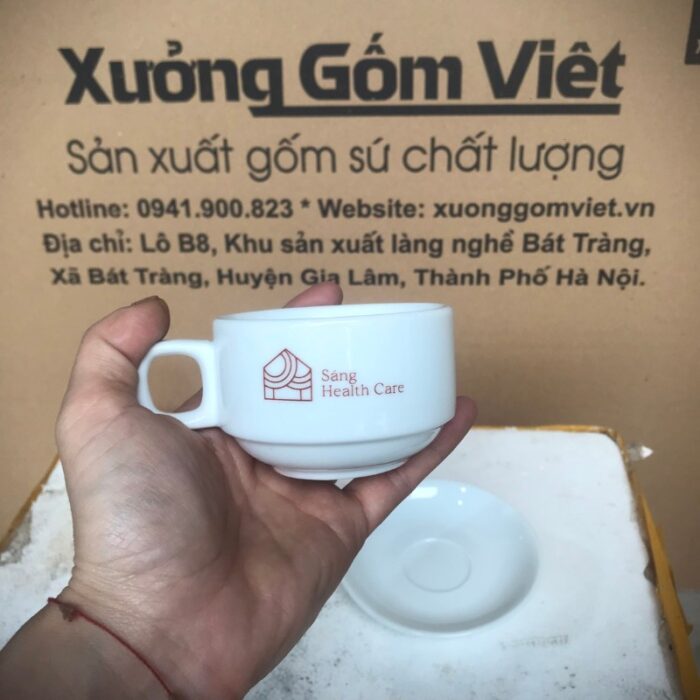 Xưởng Gốm Việt
Sản xuất gốm sứ chất lượng
Hotline: 0941.900.823 * Website: xuonggomviet.vn
Địa chỉ: Lô B8, Khu sản xuất làng nghề Bát Tràng,
Xã Bát Tràng, Huyện Gia Lâm, Thành Phố Hà Nội.
Sáng
Health Care